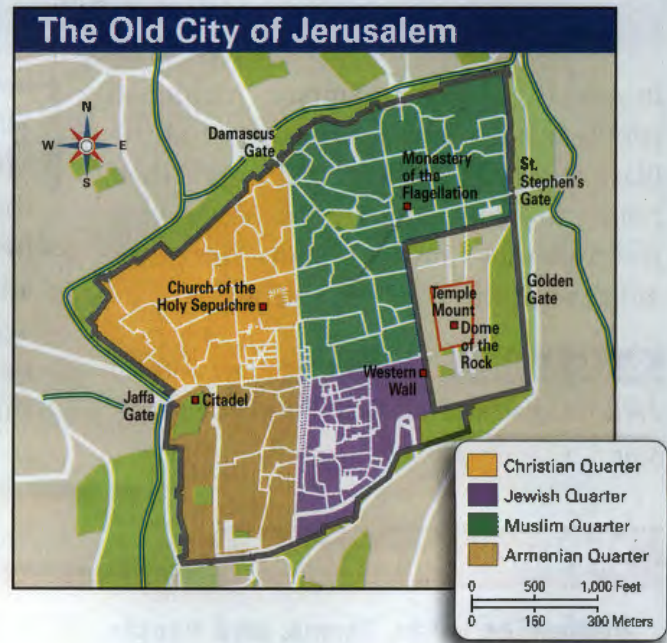 The Old City of Jerusalem
N
W
E
S
Damascus
Gate
Monastery
of the
Flagellation
St.
Stephen's
Gate
Church of the
Holy Sepulchre
Temple
Mount
Dome
of the
Rock
Golden
Gate
Western
Wall
Jaffa
Gate
Citadel
Christian Quarter
Jewish Quarter
Muslim Quarter
Armenian Quarter
0 500 1,000 Feet
0 150 300 Meters